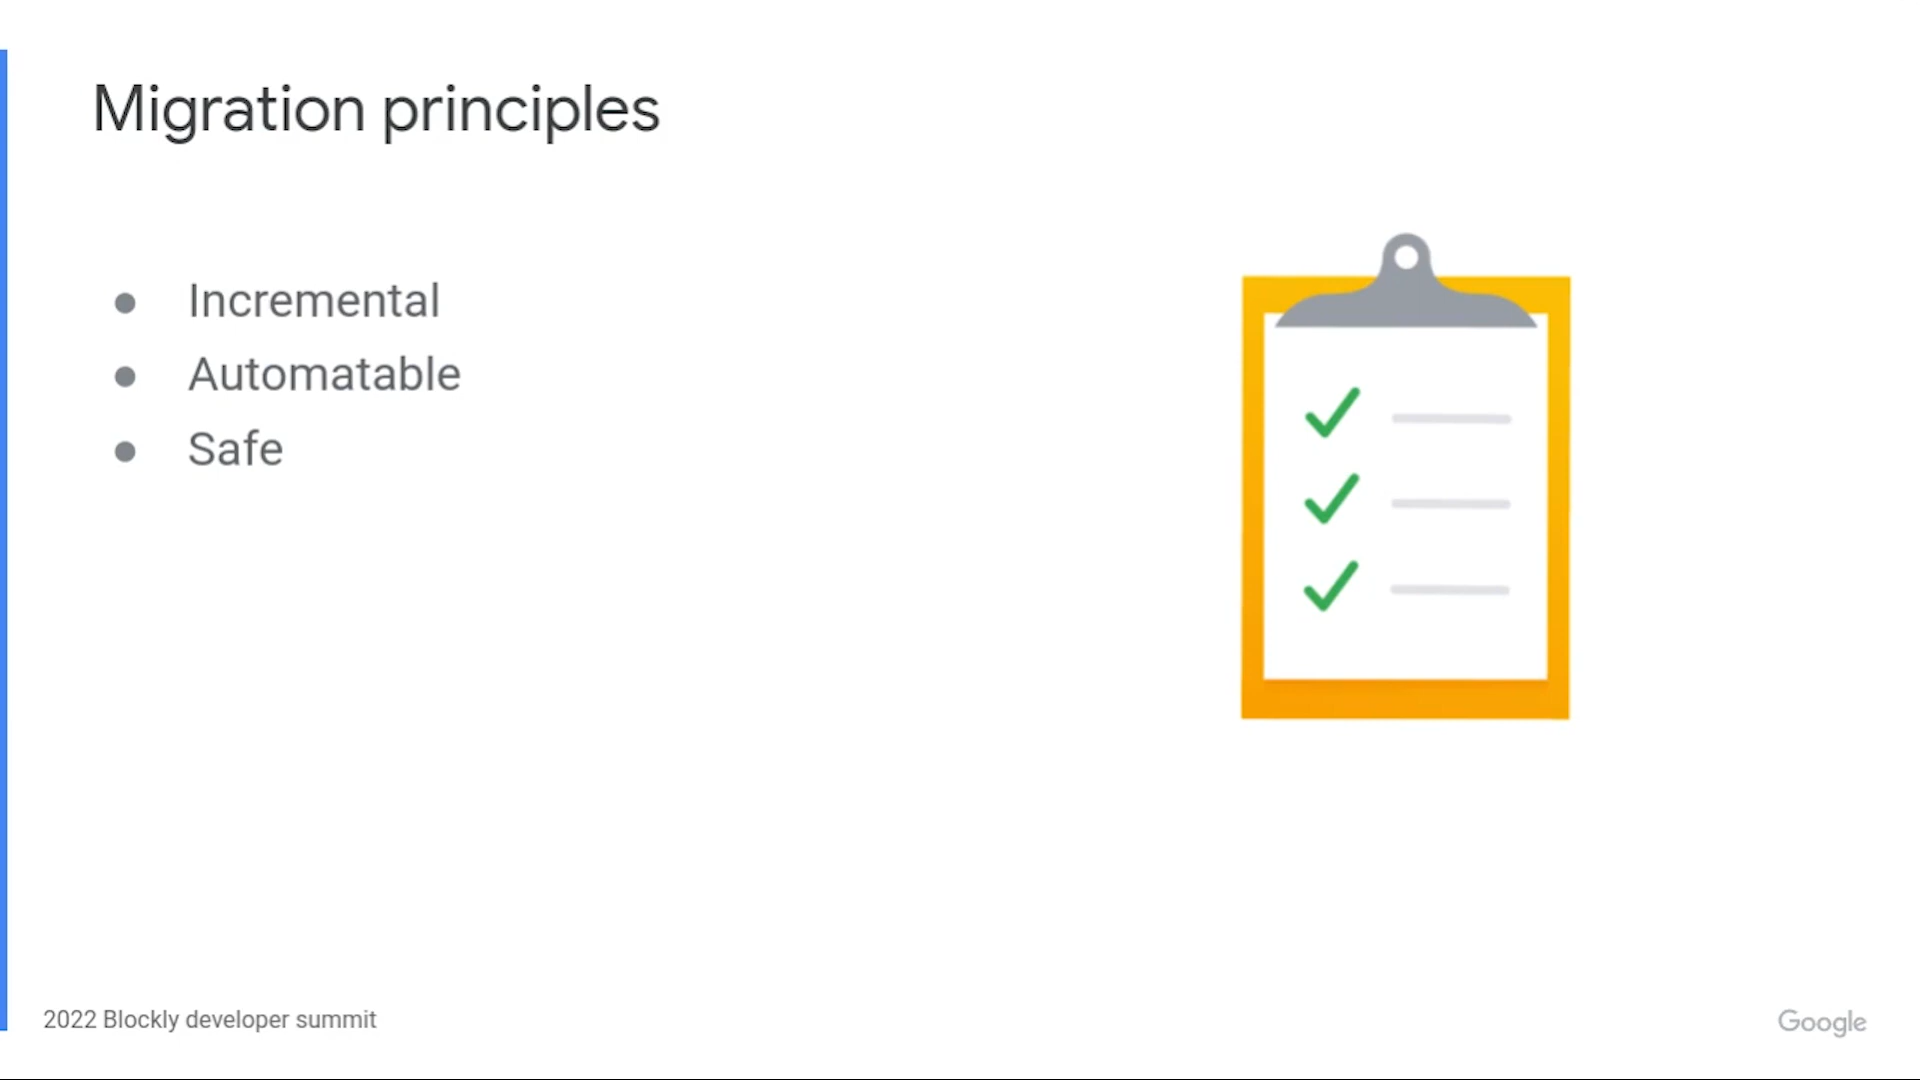 Migration principles
● Incremental
● Automatable
● Safe
2022 Blockly developer summit
Google